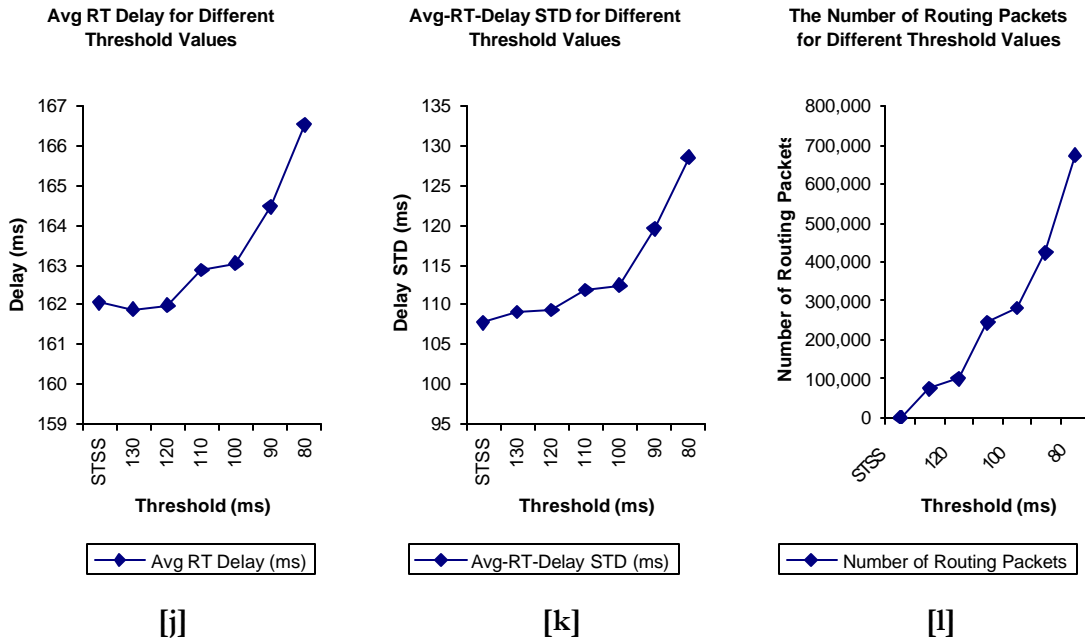 Avg RT Delay for Different
Threshold Values
167
166
165
164
163
162
161
160
159
Delay (ms)
STSS
130
120
110
100
90
80
Threshold (ms)
Avg RT Delay (ms)
[j]
Avg-RT-Delay STD for Different
Threshold Values
135
130
125
120
115
110
105
100
95
Delay STD (ms)
STSS
130
120
110
100
90
80
Threshold (ms)
Avg-RT-Delay STD (ms)
[k]
The Number of Routing Packets
for Different Threshold Values
800,000
700,000
600,000
500,000
400,000
300,000
200,000
100,000
0
Number of Routing Packets
STSS
120
100
80
Threshold (ms)
Number of Routing Packets
[l]